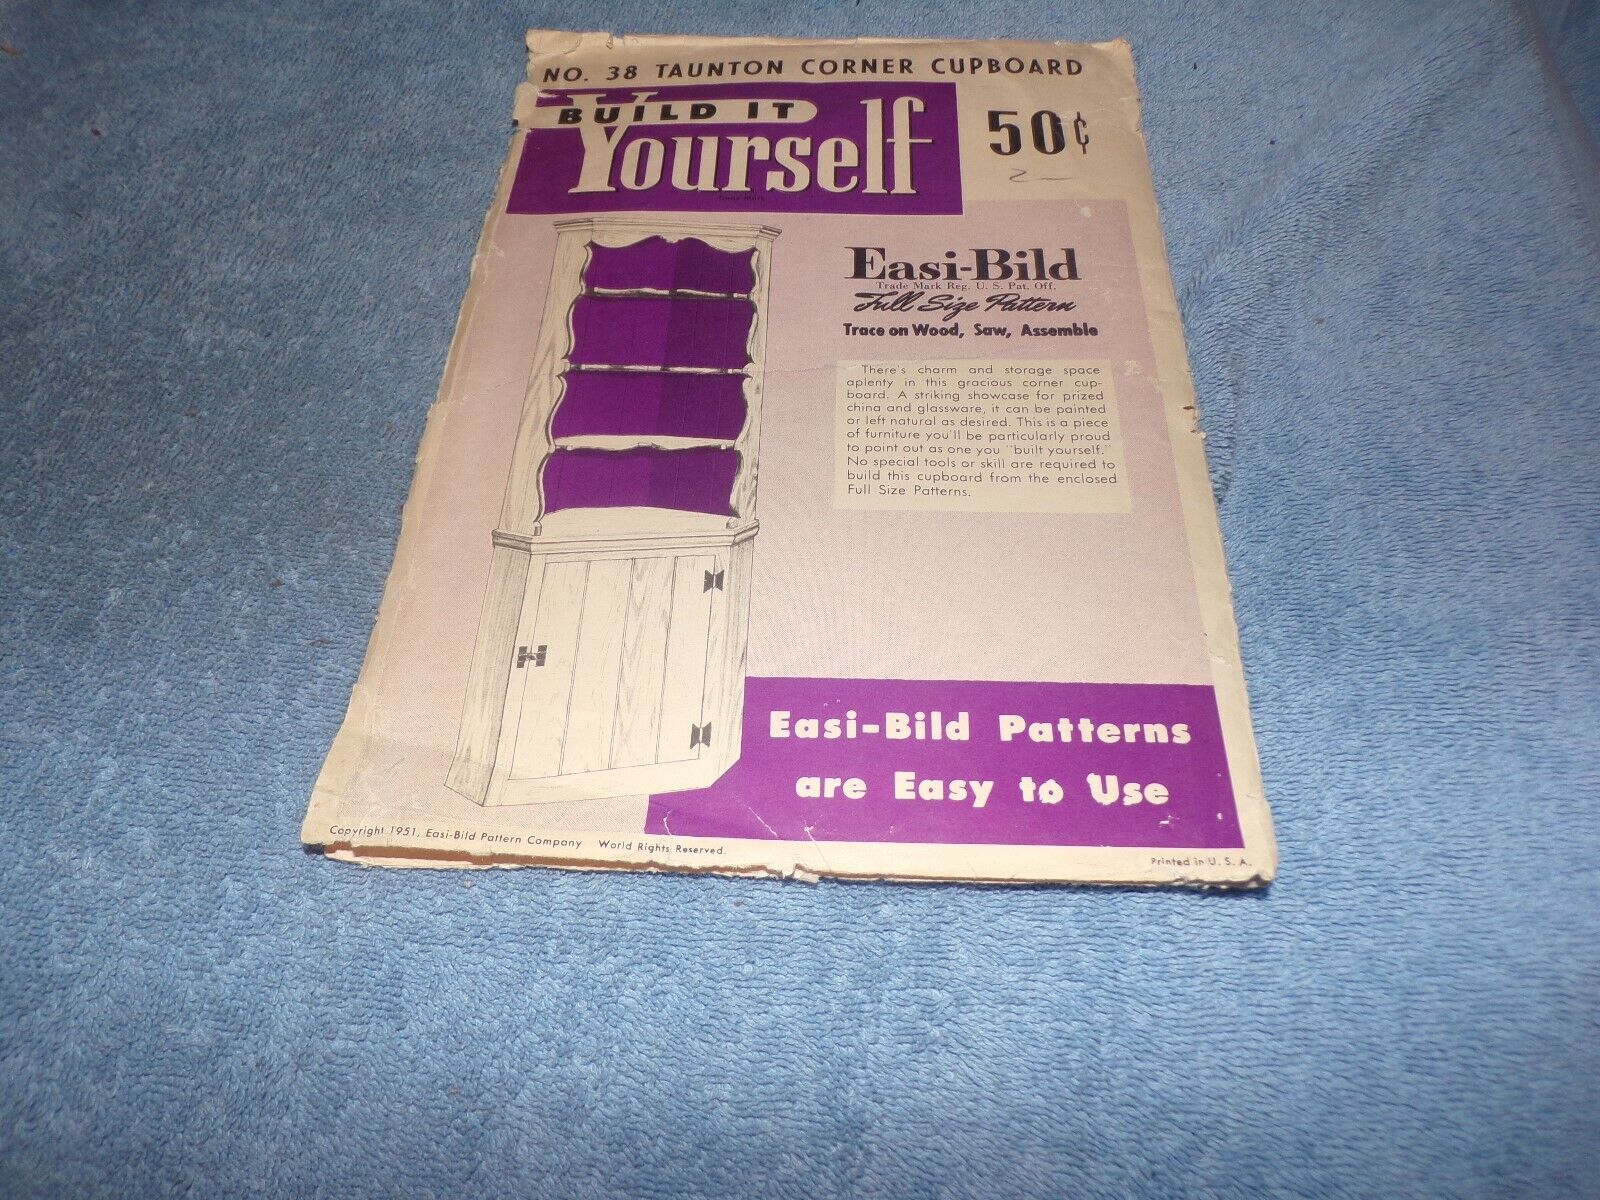 NO. 38 TAUNTON CORNER CUPBOARD
BUILD IT
Yourself
Trade Mark
50¢
2 —
Easi-Bild
Trade Mark Reg. U. S. Pat. Off.
Full Size Pattern
Trace on Wood, Saw, Assemble
There's charm and storage space
aplenty in this gracious corner cup-
board. A striking showcase for prized
china and glassware, it can be painted
or left natural as desired. This is a piece
of furniture you'll be particularly proud
to point out as one you "built yourself."
No special tools or skill are required to
build this cupboard from the enclosed
Full Size Patterns.
Easi-Bild Patterns
are Easy to Use
Copyright 1951, Easi-Bild Pattern Company World Rights Reserved.
Printed in U. S. A.